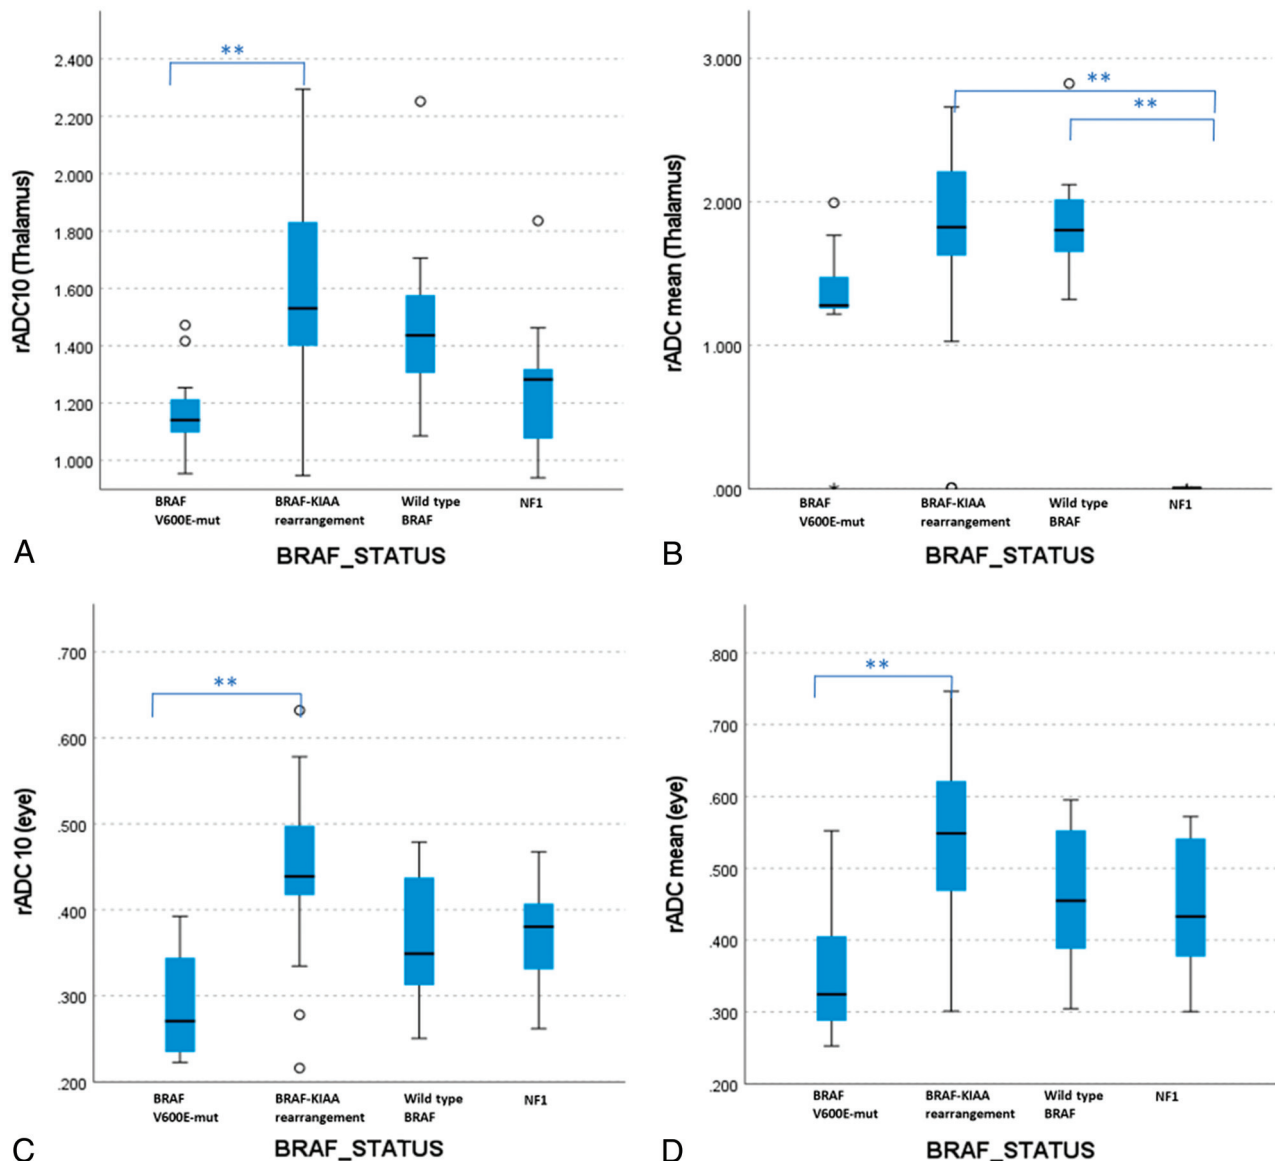 **
2.400
2.200
2.000
1.800
1.600
1.400
1.200
1.000
rADC10 (Thalamus)
BRAF
V600E-mut
BRAF-KIAA
rearrangement
Wild type
BRAF
NF1
A
BRAF_STATUS
3.000
2.000
1.000
.000
**
**
rADC mean (Thalamus)
BRAF
V600E-mut
BRAF-KIAA
rearrangement
Wild type
BRAF
NF1
B
BRAF_STATUS
.700
.600
.500
.400
.300
.200
**
rADC 10 (eye)
BRAF
V600E-mut
BRAF-KIAA
rearrangement
Wild type
BRAF
NF1
C
BRAF_STATUS
.800
.700
.600
.500
.400
.300
.200
**
rADC mean (eye)
BRAF
V600E-mut
BRAF-KIAA
rearrangement
Wild type
BRAF
NF1
D
BRAF_STATUS